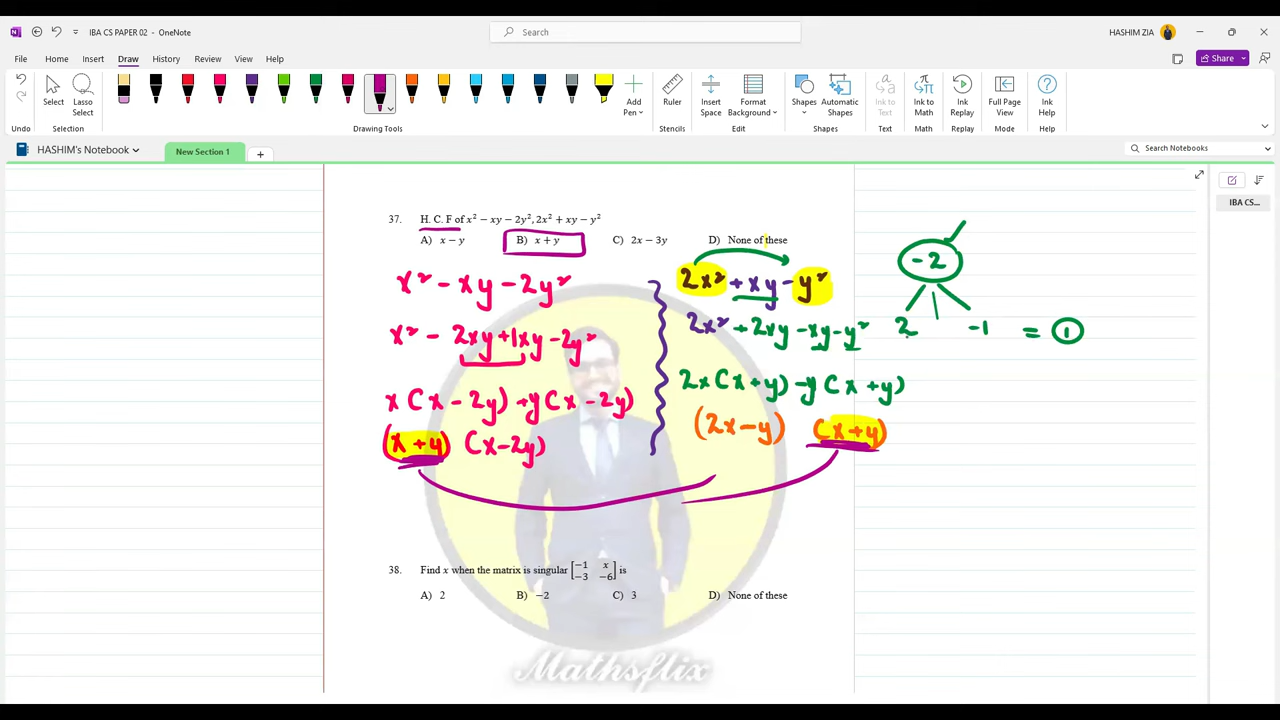 IBA CS PAPER 02 - OneNote
Search
HASHIM ZIA
File Home Insert Draw History Review View Help
Share
Undo
Select
Lasso Select
Selection
Add Pen
Drawing Tools
Ruler
Stencils
Insert Space
Format Background
Edit
Shapes
Automatic Shapes
Shapes
Ink to Text
Text
Ink to Math
Math
Ink Replay
Replay
Full Page View
Mode
Ink Help
Help
HASHIM's Notebook
New Section 1
+
Search Notebooks
IBA CS...
37. H. C. F of x² − xy − 2y², 2x² + xy − y²
A) x − y B) x + y C) 2x − 3y D) None of these
x² - xy - 2y²
x² - 2xy+1xy - 2y²
x(x - 2y) +y(x - 2y)
(x+y) (x-2y)
2x² +xy - y²
2x² + 2xy - xy - y²
2x(x+y) -y(x+y)
(2x-y) (x+y)
-2
2 -1 = 1
38. Find x when the matrix is singular [−1 x
−3 −6] is
A) 2 B) −2 C) 3 D) None of these
Mathsflix